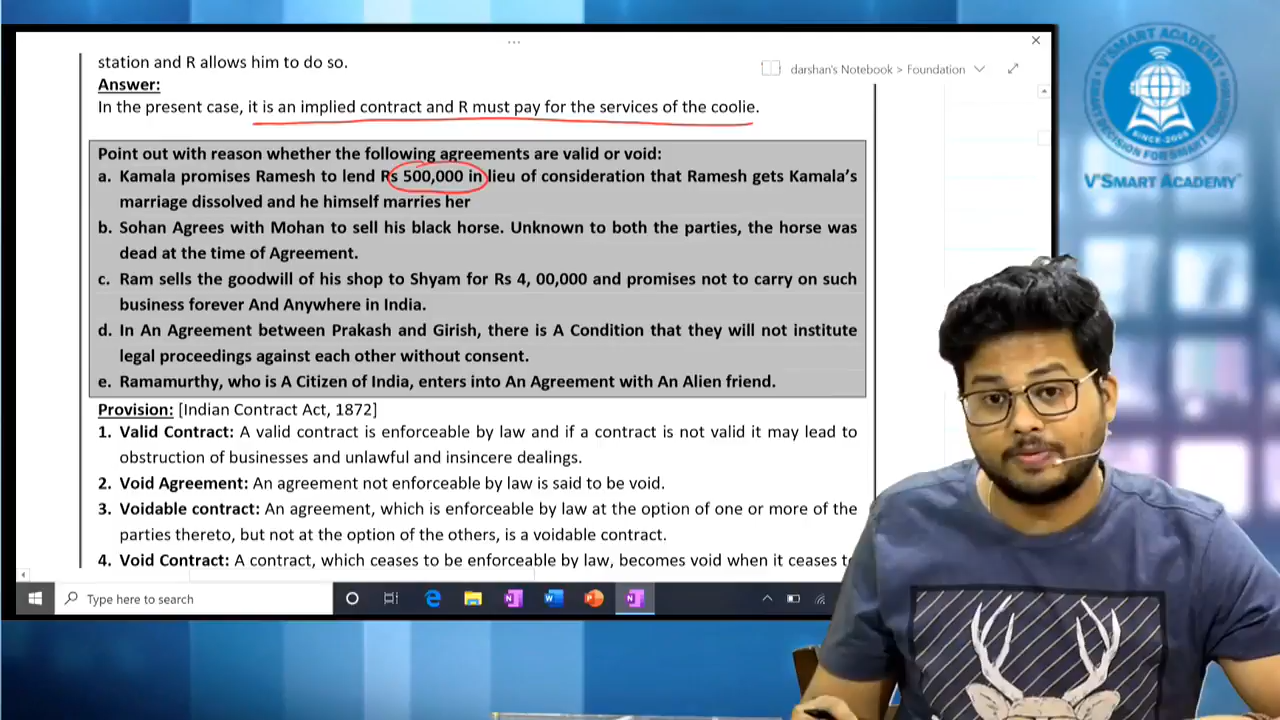 station and R allows him to do so.
Answer:
In the present case, it is an implied contract and R must pay for the services of the coolie.
Point out with reason whether the following agreements are valid or void:
a. Kamala promises Ramesh to lend Rs 500,000 in lieu of consideration that Ramesh gets Kamala's
marriage dissolved and he himself marries her
b. Sohan Agrees with Mohan to sell his black horse. Unknown to both the parties, the horse was
dead at the time of Agreement.
c. Ram sells the goodwill of his shop to Shyam for Rs 4, 00,000 and promises not to carry on such
business forever And Anywhere in India.
d. In An Agreement between Prakash and Girish, there is A Condition that they will not institute
legal proceedings against each other without consent.
e. Ramamurthy, who is A Citizen of India, enters into An Agreement with An Alien friend.
Provision: [Indian Contract Act, 1872]
1. Valid Contract: A valid contract is enforceable by law and if a contract is not valid it may lead to
obstruction of businesses and unlawful and insincere dealings.
2. Void Agreement: An agreement not enforceable by law is said to be void.
3. Voidable contract: An agreement, which is enforceable by law at the option of one or more of the
parties thereto, but not at the option of the others, is a voidable contract.
4. Void Contract: A contract, which ceases to be enforceable by law, becomes void when it ceases
darshan's Notebook > Foundation
Type here to search
V'SMART ACADEMY
SINCE-2008
V'SMART ACADEMY®